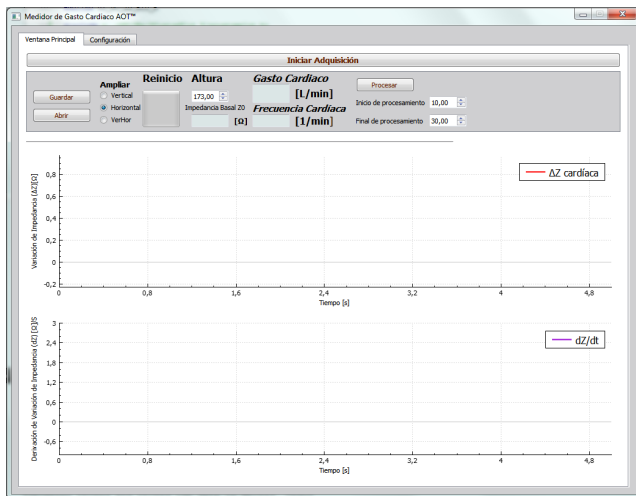 Medidor de Gasto Cardiaco AOT™
Ventana Principal Configuración
Iniciar Adquisición
Guardar
Abrir
Ampliar
Vertical
Horizontal
VerHor
Reinicio
Altura
173,00
Impedancia Basal Z0
[Ω]
Gasto Cardiaco
[L/min]
Frecuencia Cardiaca
[1/min]
Procesar
Inicio de procesamiento 10,00
Final de procesamiento 30,00
Variación de Impedancia (ΔZ)[Ω]
0,8
0,6
0,4
0,2
0
-0,2
ΔZ cardíaca
0 0,8 1,6 2,4 3,2 4 4,8
Tiempo [s]
Derivación de Variación de Impedancia (dZ) [Ω]/S
3
2,4
1,8
1,2
0,6
0
-0,6
dZ/dt
0 0,8 1,6 2,4 3,2 4 4,8
Tiempo [s]